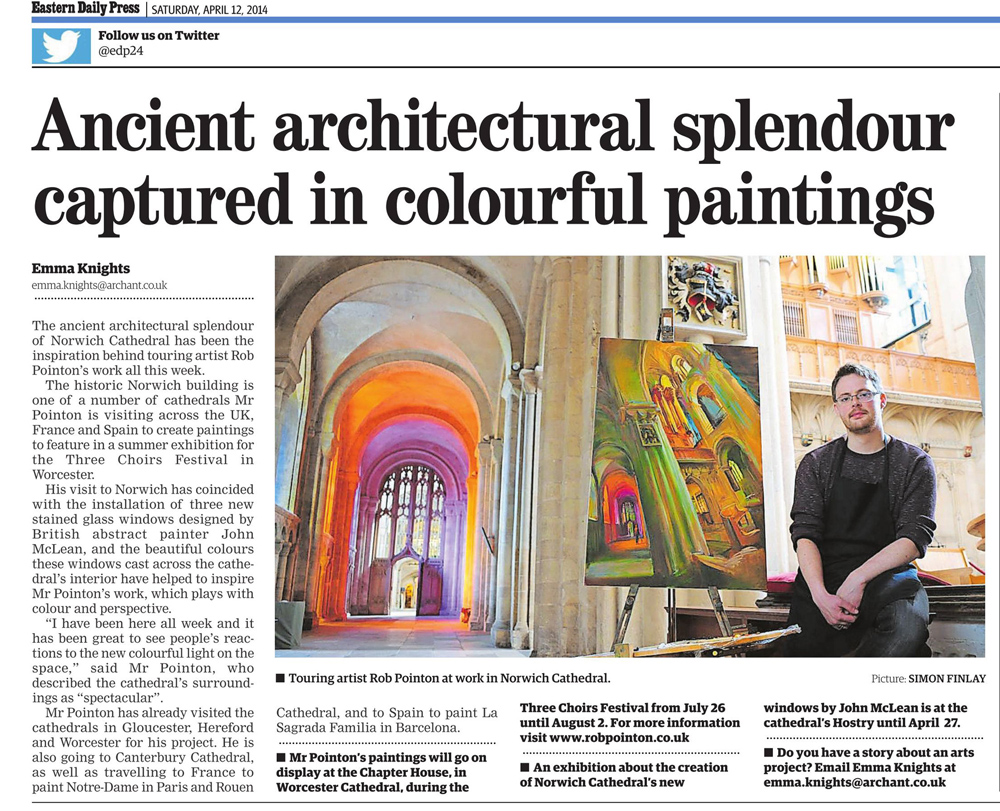 Eastern Daily Press | SATURDAY, APRIL 12, 2014
Follow us on Twitter
@edp24
Ancient architectural splendour
captured in colourful paintings
Emma Knights
emma.knights@archant.co.uk
The ancient architectural splendour
of Norwich Cathedral has been the
inspiration behind touring artist Rob
Pointon's work all this week.
The historic Norwich building is
one of a number of cathedrals Mr
Pointon is visiting across the UK,
France and Spain to create paintings
to feature in a summer exhibition for
the Three Choirs Festival in
Worcester.
His visit to Norwich has coincided
with the installation of three new
stained glass windows designed by
British abstract painter John
McLean, and the beautiful colours
these windows cast across the cathe-
dral's interior have helped to inspire
Mr Pointon's work, which plays with
colour and perspective.
“I have been here all week and it
has been great to see people's reac-
tions to the new colourful light on the
space,” said Mr Pointon, who
described the cathedral's surround-
ings as “spectacular”.
Mr Pointon has already visited the
cathedrals in Gloucester, Hereford
and Worcester for his project. He is
also going to Canterbury Cathedral,
as well as travelling to France to
paint Notre-Dame in Paris and Rouen
■ Touring artist Rob Pointon at work in Norwich Cathedral.
Picture: SIMON FINLAY
Cathedral, and to Spain to paint La
Sagrada Familia in Barcelona.
■ Mr Pointon's paintings will go on
display at the Chapter House, in
Worcester Cathedral, during the
Three Choirs Festival from July 26
until August 2. For more information
visit www.robpointon.co.uk
■ An exhibition about the creation
of Norwich Cathedral's new
windows by John McLean is at the
cathedral's Hostry until April 27.
■ Do you have a story about an arts
project? Email Emma Knights at
emma.knights@archant.co.uk